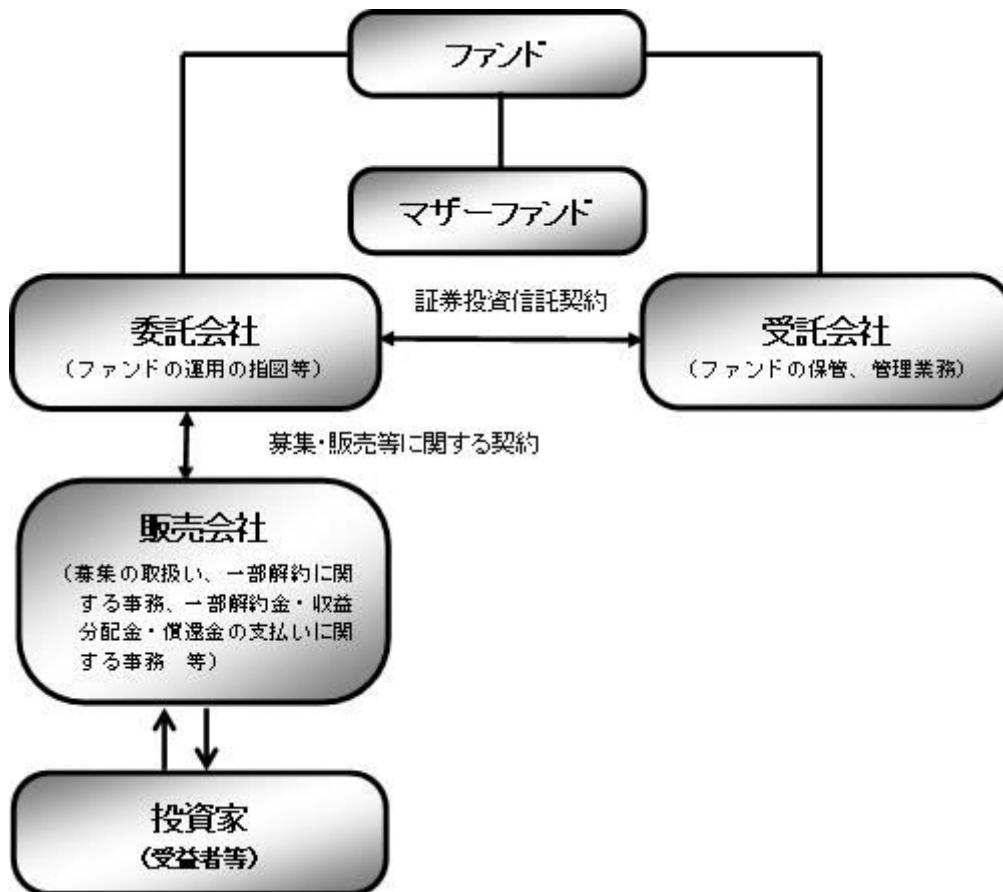 ファンド
マザーファンド
証券投資信託契約
委託会社
(ファンドの運用の指図等)
受託会社
(ファンドの保管、管理業務)
募集・販売等に関する契約
販売会社
(募集の取扱い、一部解約に関
する事務、一部解約金・収益
分配金・償還金の支払いに関
する事務　等)
投資家
(受益者等)